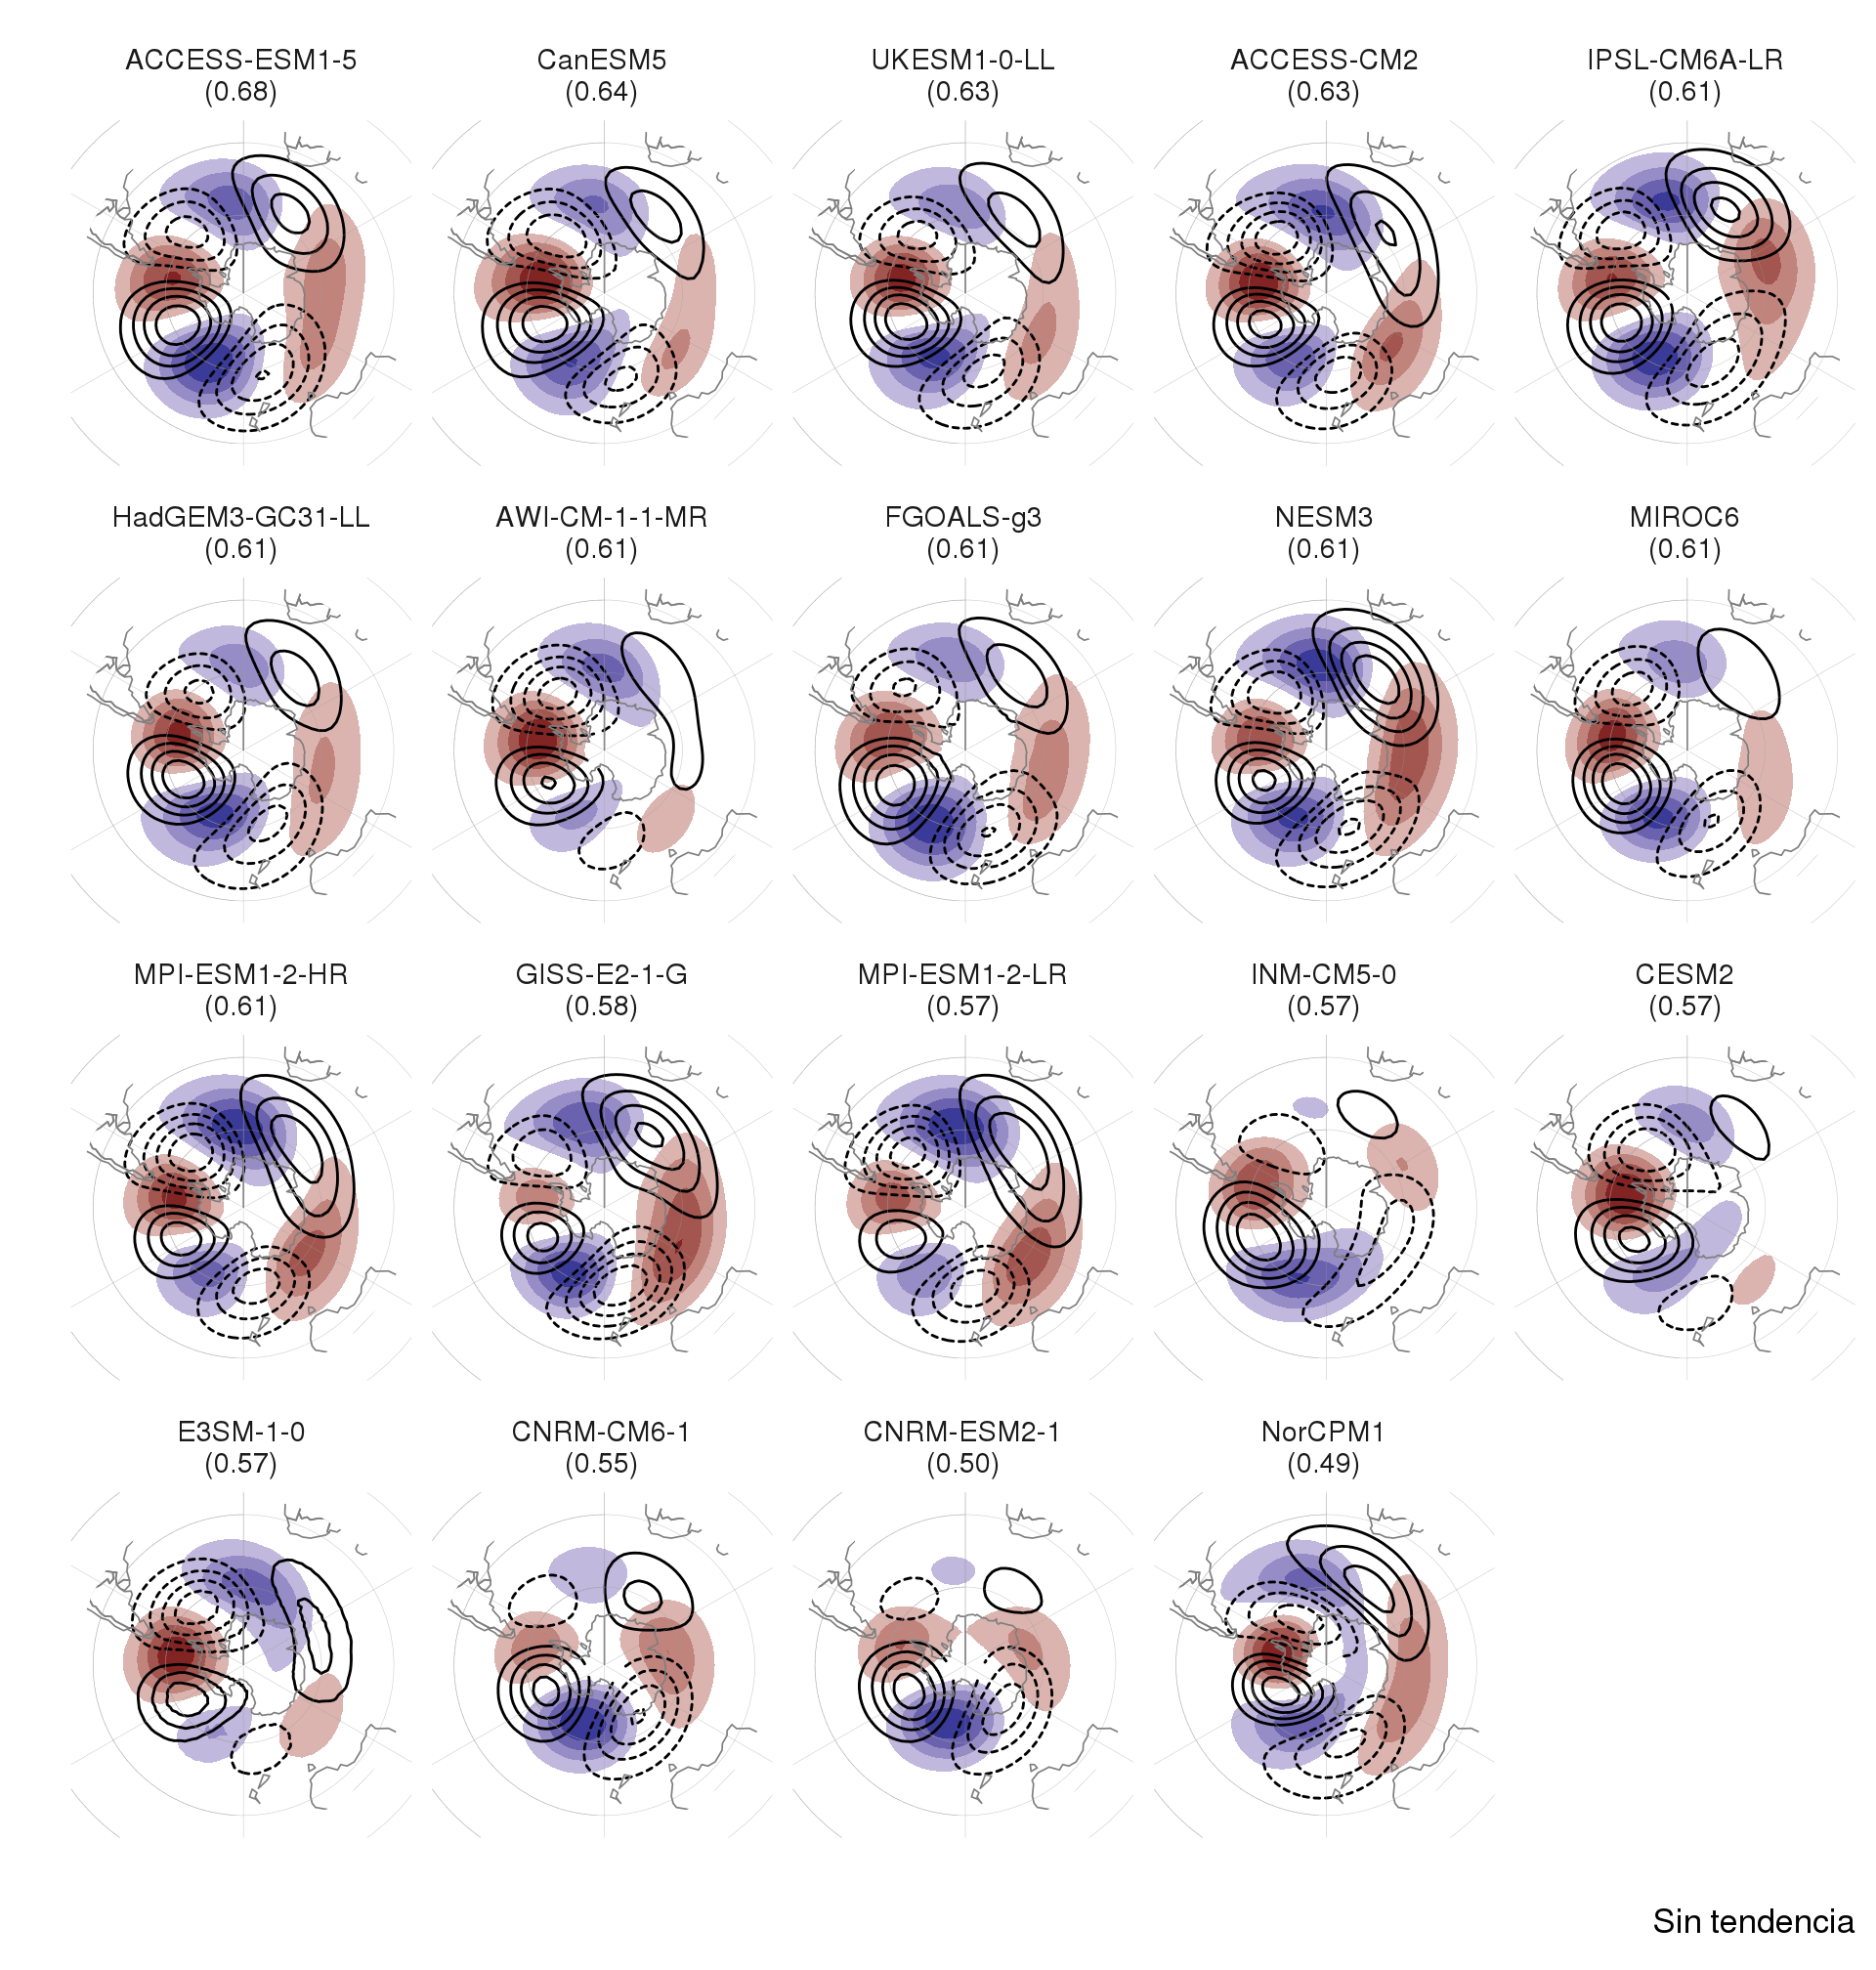 ACCESS-ESM1-5
(0.68)
CanESM5
(0.64)
UKESM1-0-LL
(0.63)
ACCESS-CM2
(0.63)
IPSL-CM6A-LR
(0.61)
HadGEM3-GC31-LL
(0.61)
AWI-CM-1-1-MR
(0.61)
FGOALS-g3
(0.61)
NESM3
(0.61)
MIROC6
(0.61)
MPI-ESM1-2-HR
(0.61)
GISS-E2-1-G
(0.58)
MPI-ESM1-2-LR
(0.57)
INM-CM5-0
(0.57)
CESM2
(0.57)
E3SM-1-0
(0.57)
CNRM-CM6-1
(0.55)
CNRM-ESM2-1
(0.50)
NorCPM1
(0.49)
Sin tendencia